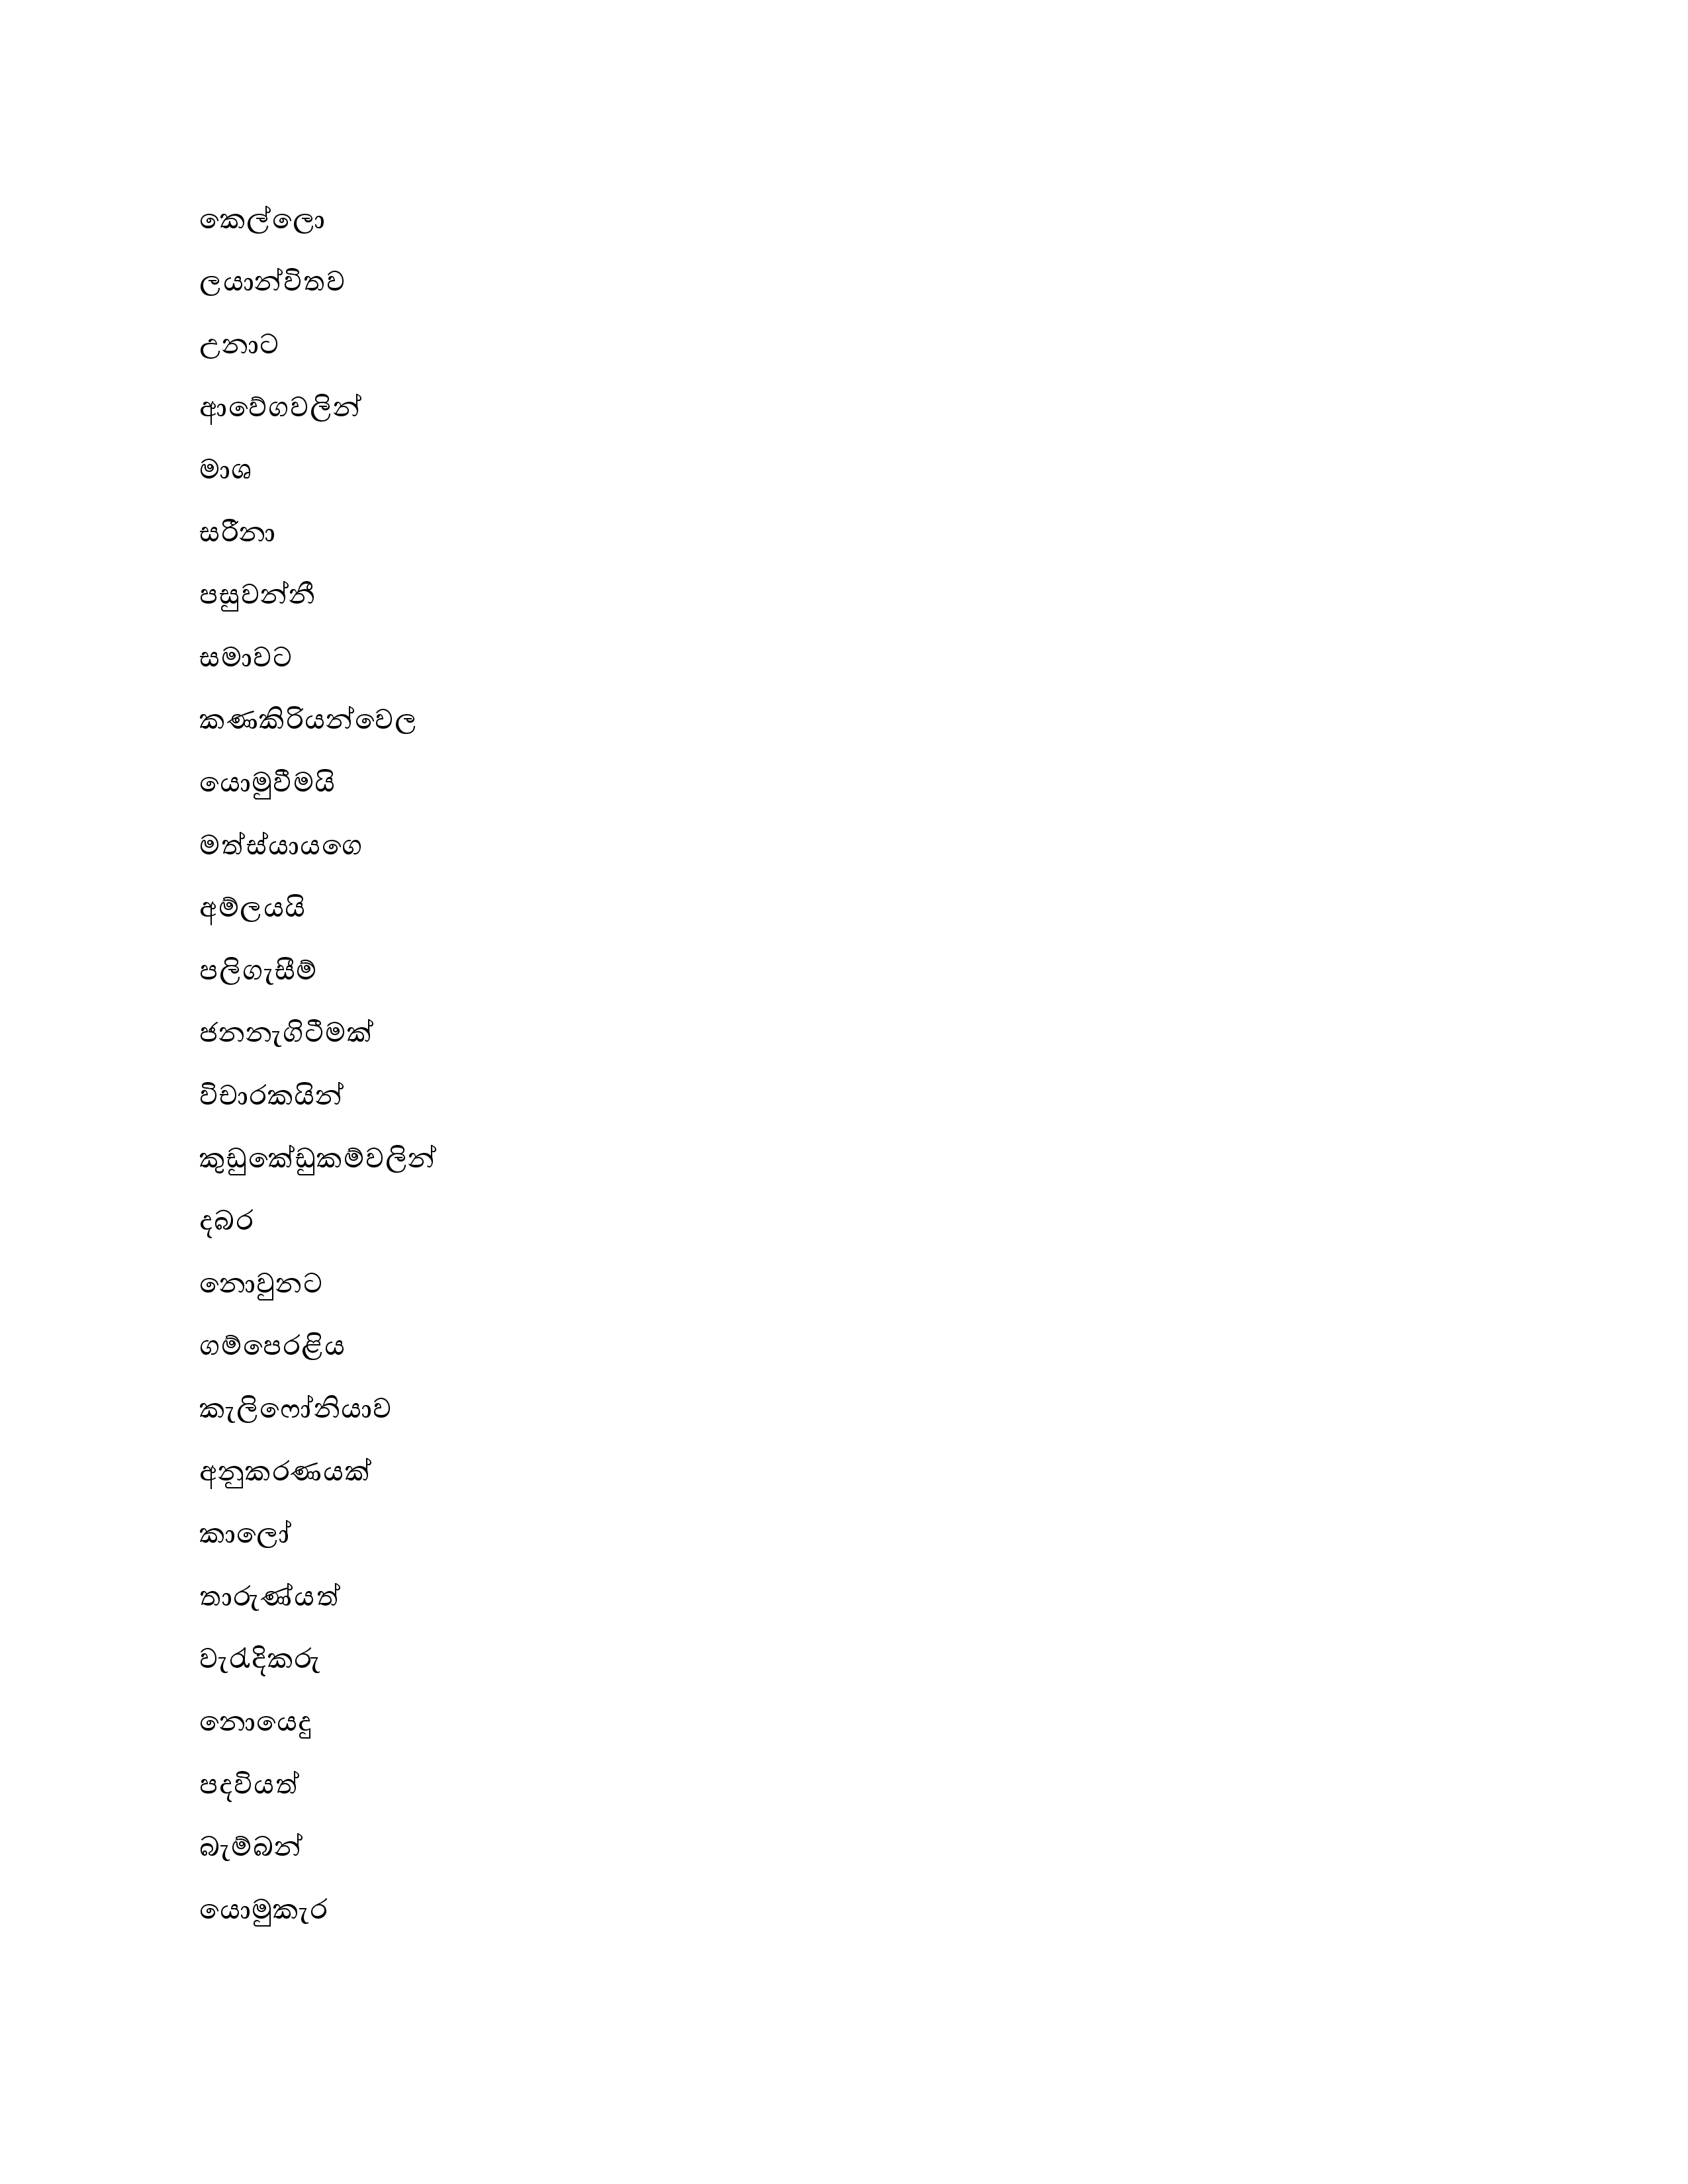 කෙල්ලො
ලයාන්විතව
උනාට
ආවේගවලින්
මාශ
සරීනා
පසුවන්නී
සමාවට
කණකිරියන්වෙල
යොමුවීමයි
මත්ස්යායගෙ
අම්ලයයි
පලිගැසීම්
ජනනැගිටීමක්
විචාරකයින්
කුඩුකේඩුකම්වලින්
දබර
නොවුනට
ගම්පෙරළිය
කැලිෆෝනියාව
අනුකරණයක්
කාලෝ
තාරුණ්යත්
වැරැදිකරු
නොයෙදු
පදවියත්
බැම්බන්
යොමුකැර